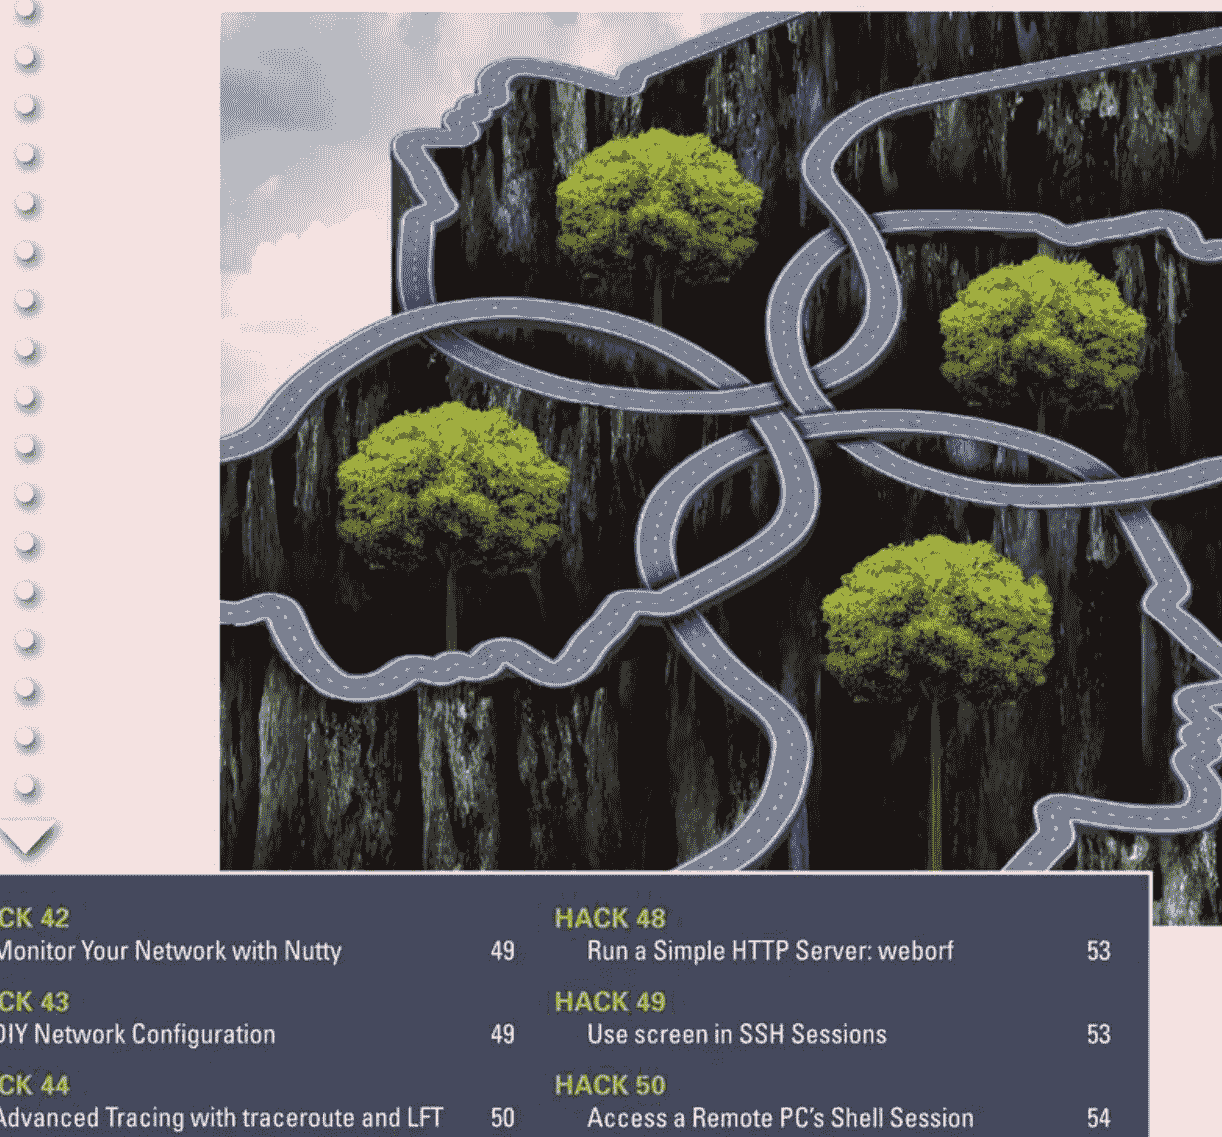 CK 42
Monitor Your Network with Nutty 49
CK 43
DIY Network Configuration 49
CK 44
Advanced Tracing with traceroute and LFT 50
HACK 48
Run a Simple HTTP Server: weborf 53
HACK 49
Use screen in SSH Sessions 53
HACK 50
Access a Remote PC's Shell Session 54